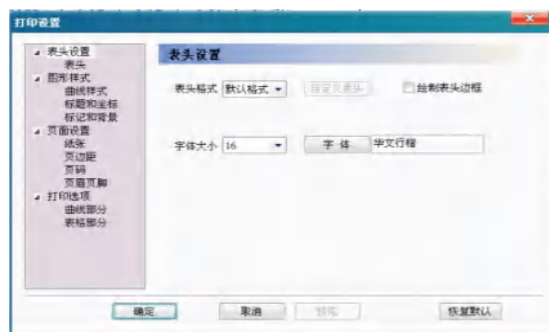 打印设置
表头设置
表头
图形样式
曲线样式
标题和坐标
标记和背景
页面设置
纸张
页边距
页码
页眉页脚
打印选项
曲线部分
表格部分
表头设置
表头格式 默认格式 自定义表头 绘制表头边框
字体大小 16 字 体 华文行楷
确定 取消 恢复默认